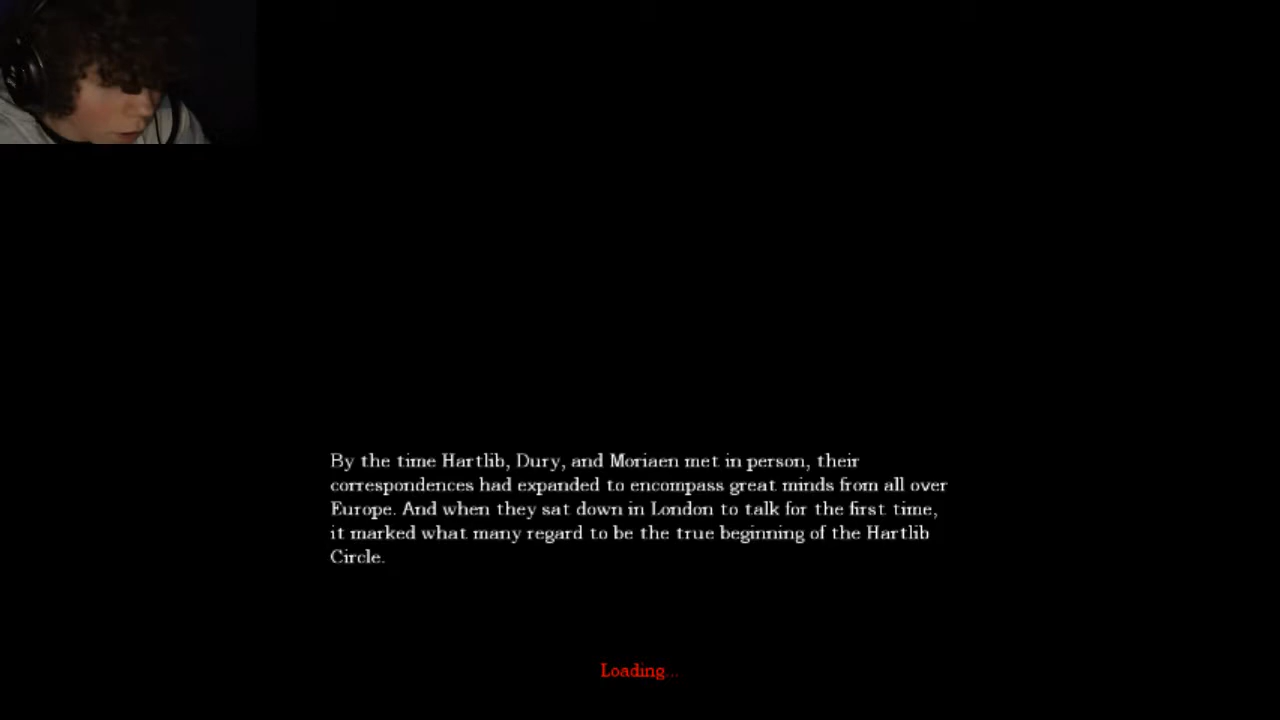 By the time Hartlib, Dury, and Moriaen met in person, their
correspondences had expanded to encompass great minds from all over
Europe. And when they sat down in London to talk for the first time,
it marked what many regard to be the true beginning of the Hartlib
Circle.
Loading...